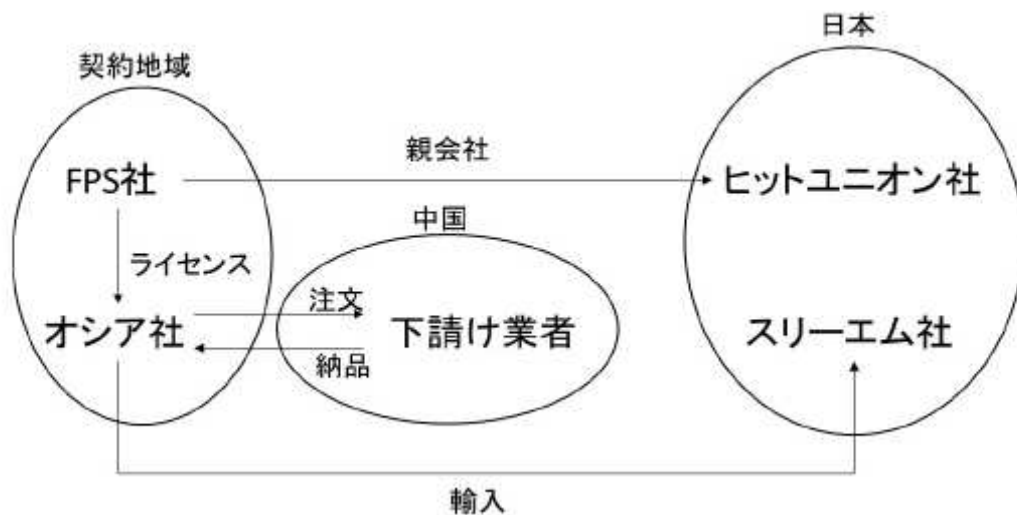 日本
契約地域
親会社
FPS社
ヒットユニオン社
中国
ライセンス
注文
オシア社
下請け業者
スリーエム社
納品
輸入